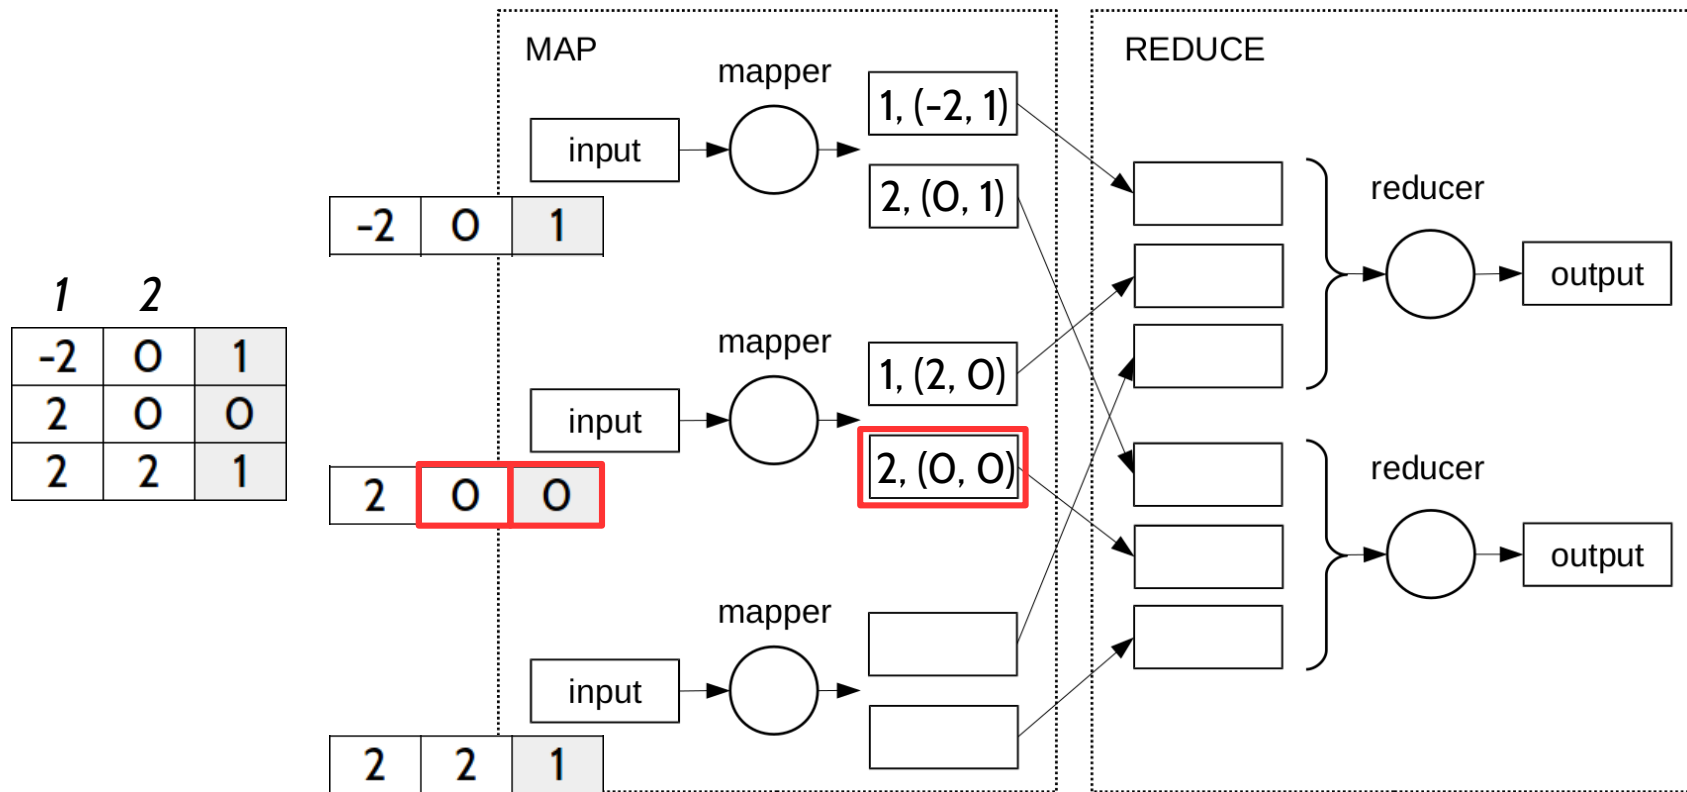 MAP
REDUCE
mapper
1, (-2, 1)
input
2, (0, 1)
reducer
-2 0 1
output
1 2
-2 0 1
2 0 0
2 2 1
mapper
1, (2, 0)
input
2, (0, 0)
reducer
2 0 0
output
mapper
input
2 2 1